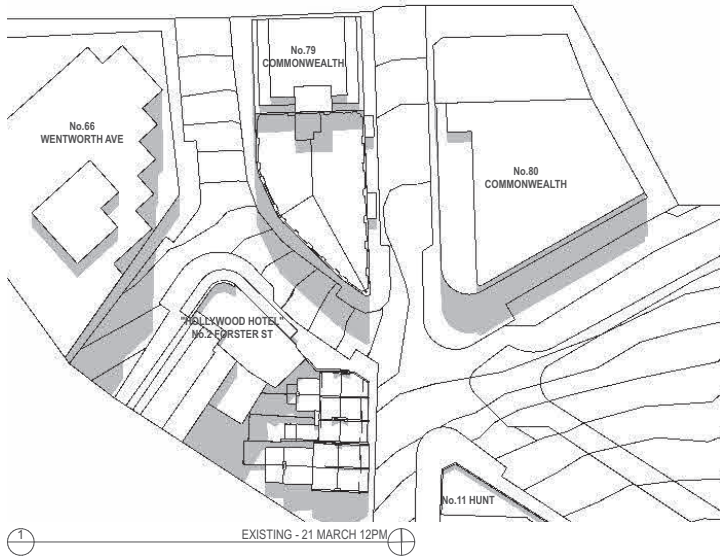 No.79
COMMONWEALTH
No.66
WENTWORTH AVE
No.80
COMMONWEALTH
"HOLLYWOOD HOTEL"
No.2 FORSTER ST
No.11 HUNT
1
EXISTING - 21 MARCH 12PM